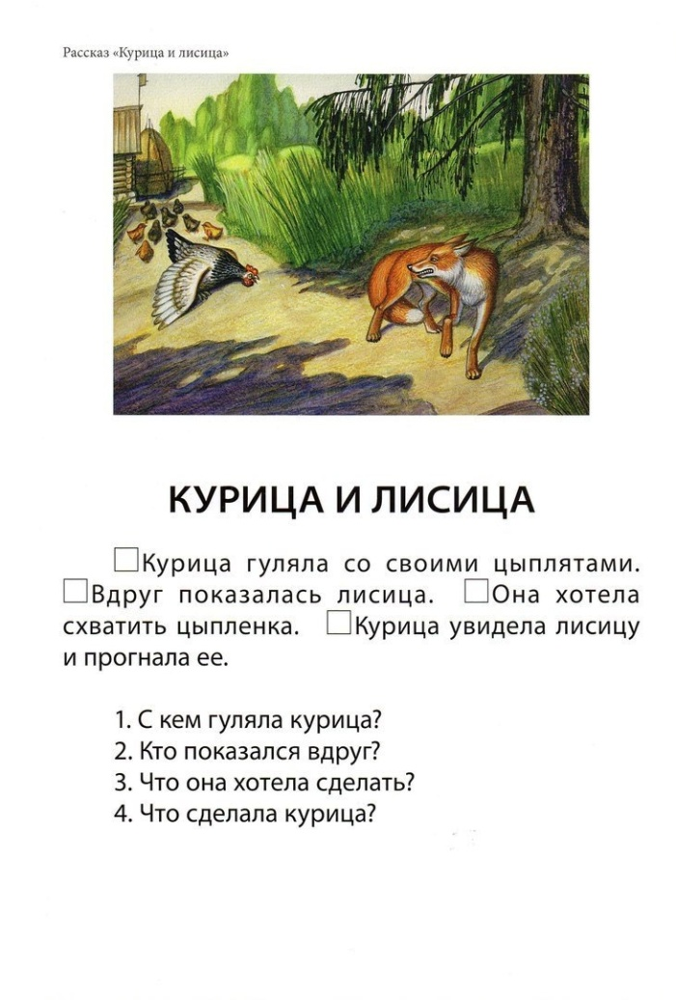 Рассказ «Курица и лисица»
КУРИЦА И ЛИСИЦА
Курица гуляла со своими цыплятами.
Вдруг показалась лисица. Она хотела
схватить цыпленка. Курица увидела лисицу
и прогнала ее.
1. С кем гуляла курица?
2. Кто показался вдруг?
3. Что она хотела сделать?
4. Что сделала курица?